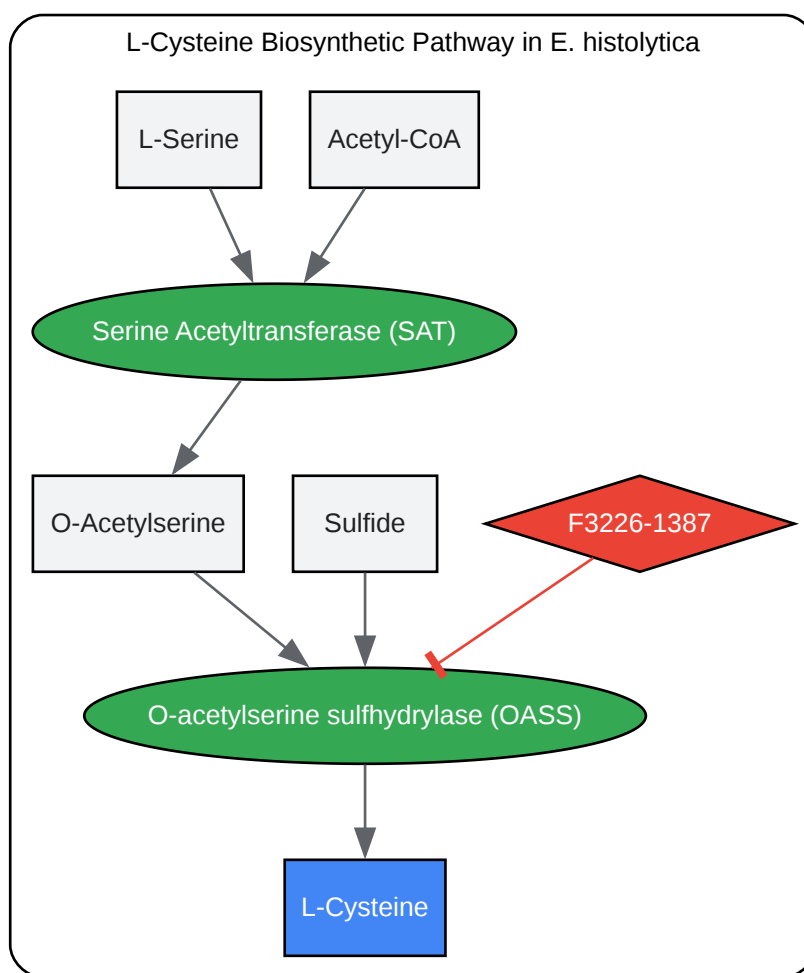 L-Cysteine Biosynthetic Pathway in E. histolytica
L-Serine
Acetyl-CoA
Serine Acetyltransferase (SAT)
O-Acetylserine
Sulfide
F3226-1387
O-acetylserine sulfhydrylase (OASS)
L-Cysteine